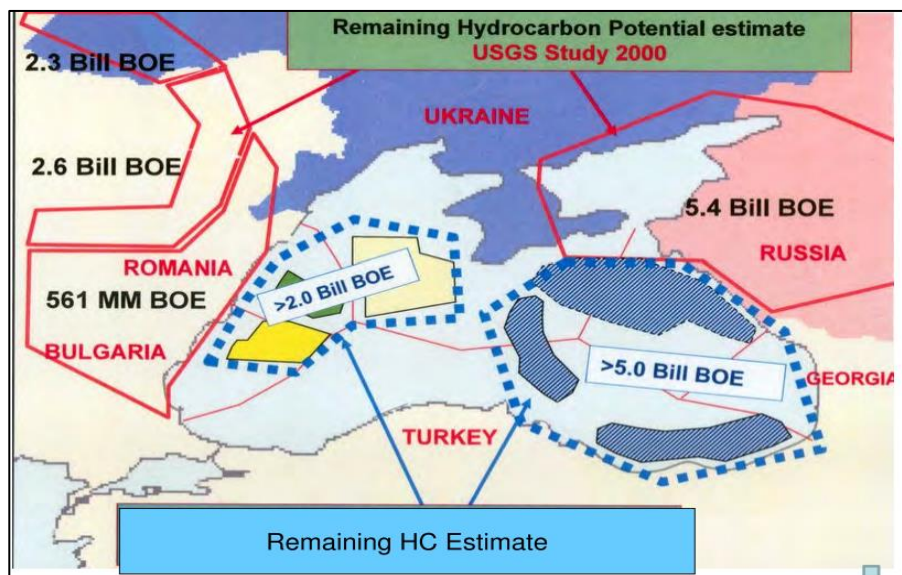 Remaining Hydrocarbon Potential estimate
USGS Study 2000
2.3 Bill BOE
UKRAINE
2.6 Bill BOE
5.4 Bill BOE
RUSSIA
ROMANIA
561 MM BOE
>2.0 Bill BOE
BULGARIA
>5.0 Bill BOE
GEORGIA
TURKEY
Remaining HC Estimate